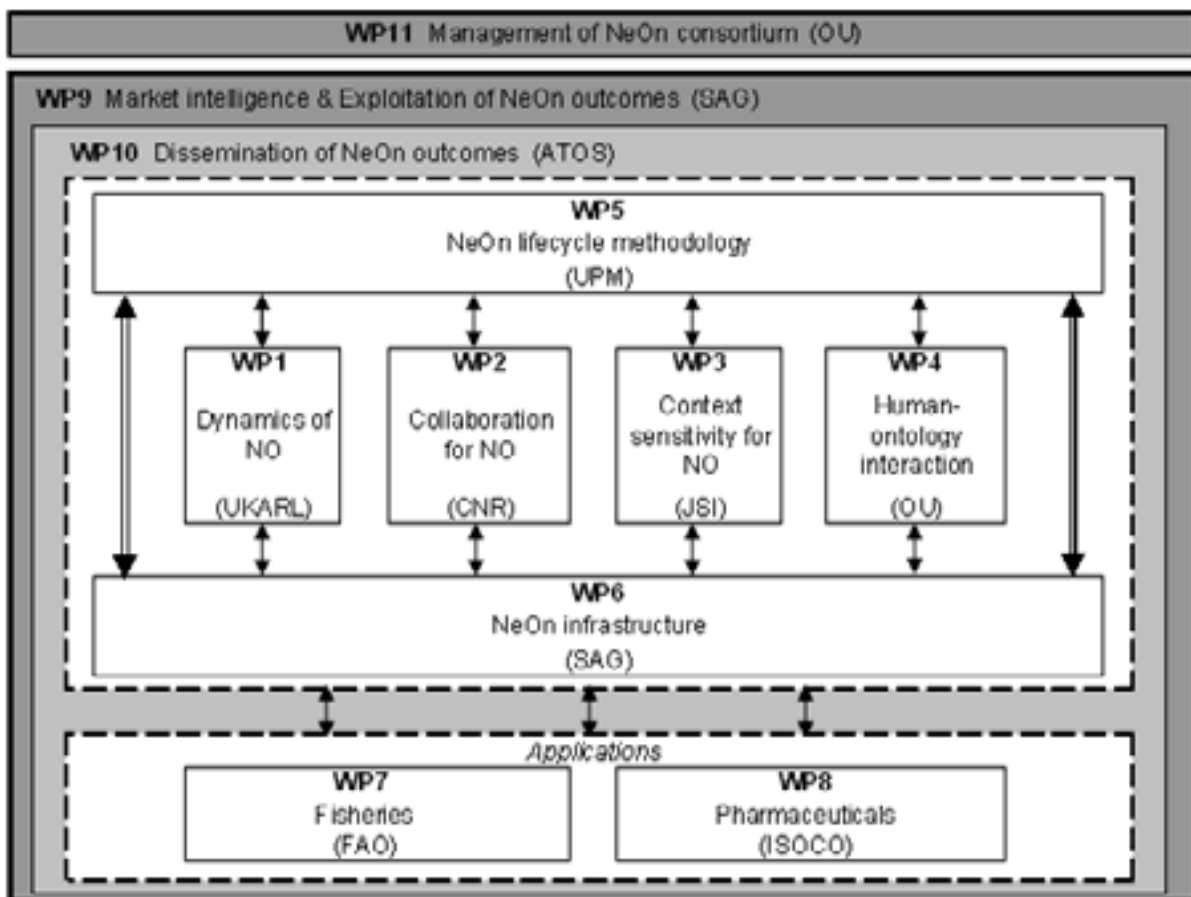 WP11 Management of NeOn consortium (OU)
WP9 Market intelligence & Exploitation of NeOn outcomes (SAG)
WP10 Dissemination of NeOn outcomes (ATOS)
WP5
NeOn lifecycle methodology
(UPM)
WP1
Dynamics of
NO
(UKARL)
WP2
Collaboration
for NO
(CNR)
WP3
Context
sensitivity for
NO
(JSI)
WP4
Human-
ontology
interaction
(OU)
WP6
NeOn infrastructure
(SAG)
Applications
WP7
Fisheries
(FAO)
WP8
Pharmaceuticals
(ISOCO)